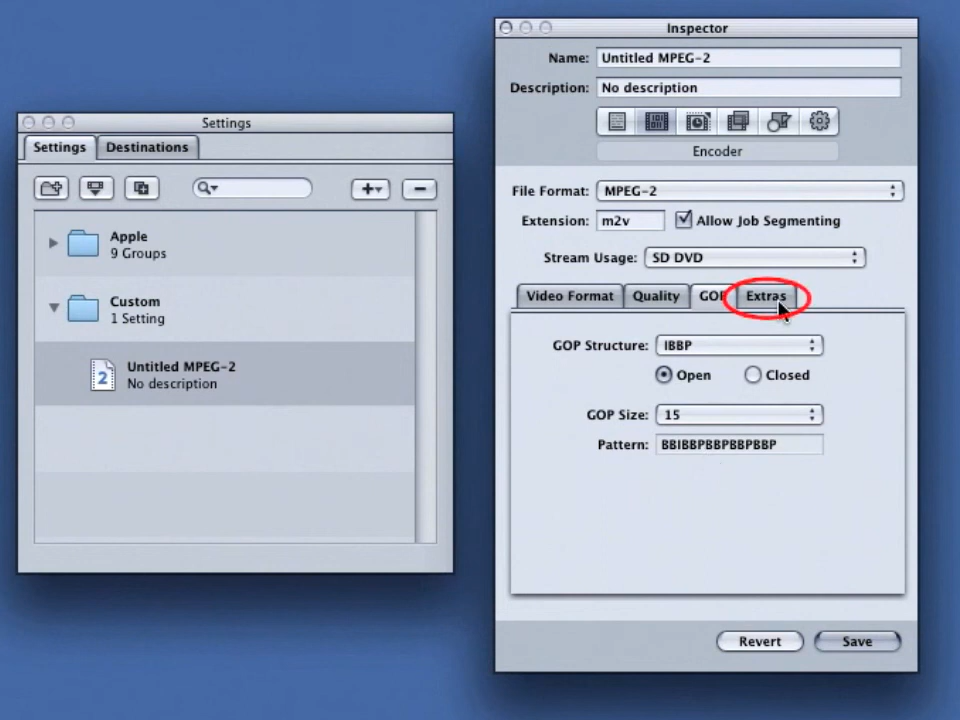 Settings
Settings
Destinations
Apple
9 Groups
Custom
1 Setting
2
Untitled MPEG-2
No description
Inspector
Name: Untitled MPEG-2
Description: No description
Encoder
File Format: MPEG-2
Extension: m2v Allow Job Segmenting
Stream Usage: SD DVD
Video Format Quality GOP Extras
GOP Structure: IBBP
Open Closed
GOP Size: 15
Pattern: BBIBBPBBPBBPBBP
Revert Save